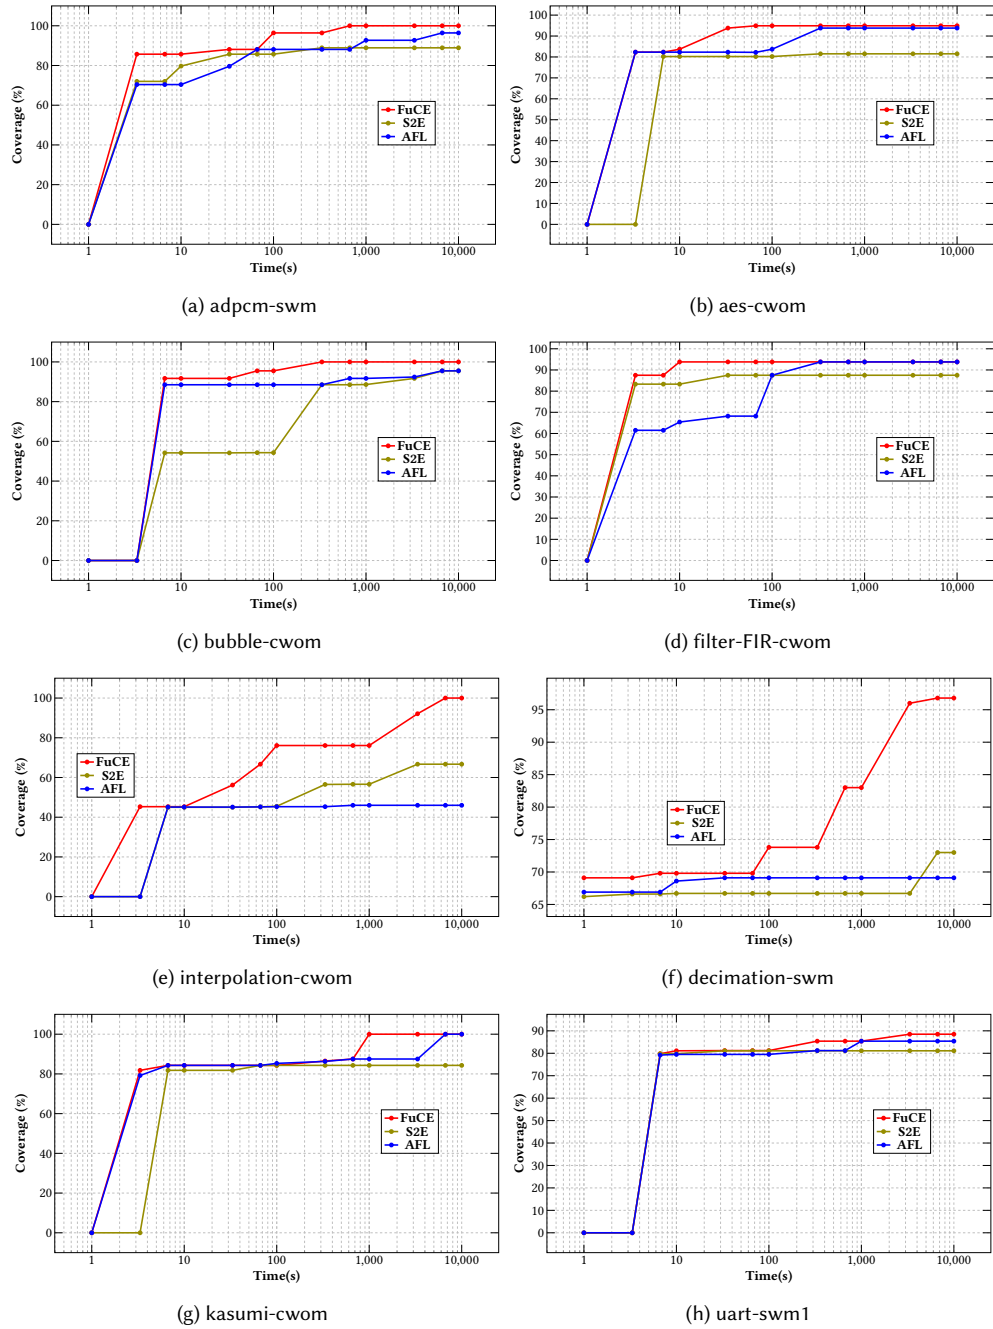 100
80
60
40
20
0
Coverage (%)
FuCE
S2E
AFL
1
10
100
1,000
10,000
Time(s)
(a) adpcm-swm
100
90
80
70
60
50
40
30
20
10
0
Coverage (%)
FuCE
S2E
AFL
1
10
100
1,000
10,000
Time(s)
(b) aes-cwom
100
80
60
40
20
0
Coverage (%)
FuCE
S2E
AFL
1
10
100
1,000
10,000
Time(s)
(c) bubble-cwom
100
90
80
70
60
50
40
30
20
10
0
Coverage (%)
FuCE
S2E
AFL
1
10
100
1,000
10,000
Time(s)
(d) filter-FIR-cwom
100
80
60
40
20
0
Coverage (%)
FuCE
S2E
AFL
1
10
100
1,000
10,000
Time(s)
(e) interpolation-cwom
95
90
85
80
75
70
65
Coverage (%)
FuCE
S2E
AFL
1
10
100
1,000
10,000
Time(s)
(f) decimation-swm
100
80
60
40
20
0
Coverage (%)
FuCE
S2E
AFL
1
10
100
1,000
10,000
Time(s)
(g) kasumi-cwom
90
80
70
60
50
40
30
20
10
0
Coverage (%)
FuCE
S2E
AFL
1
10
100
1,000
10,000
Time(s)
(h) uart-swm1